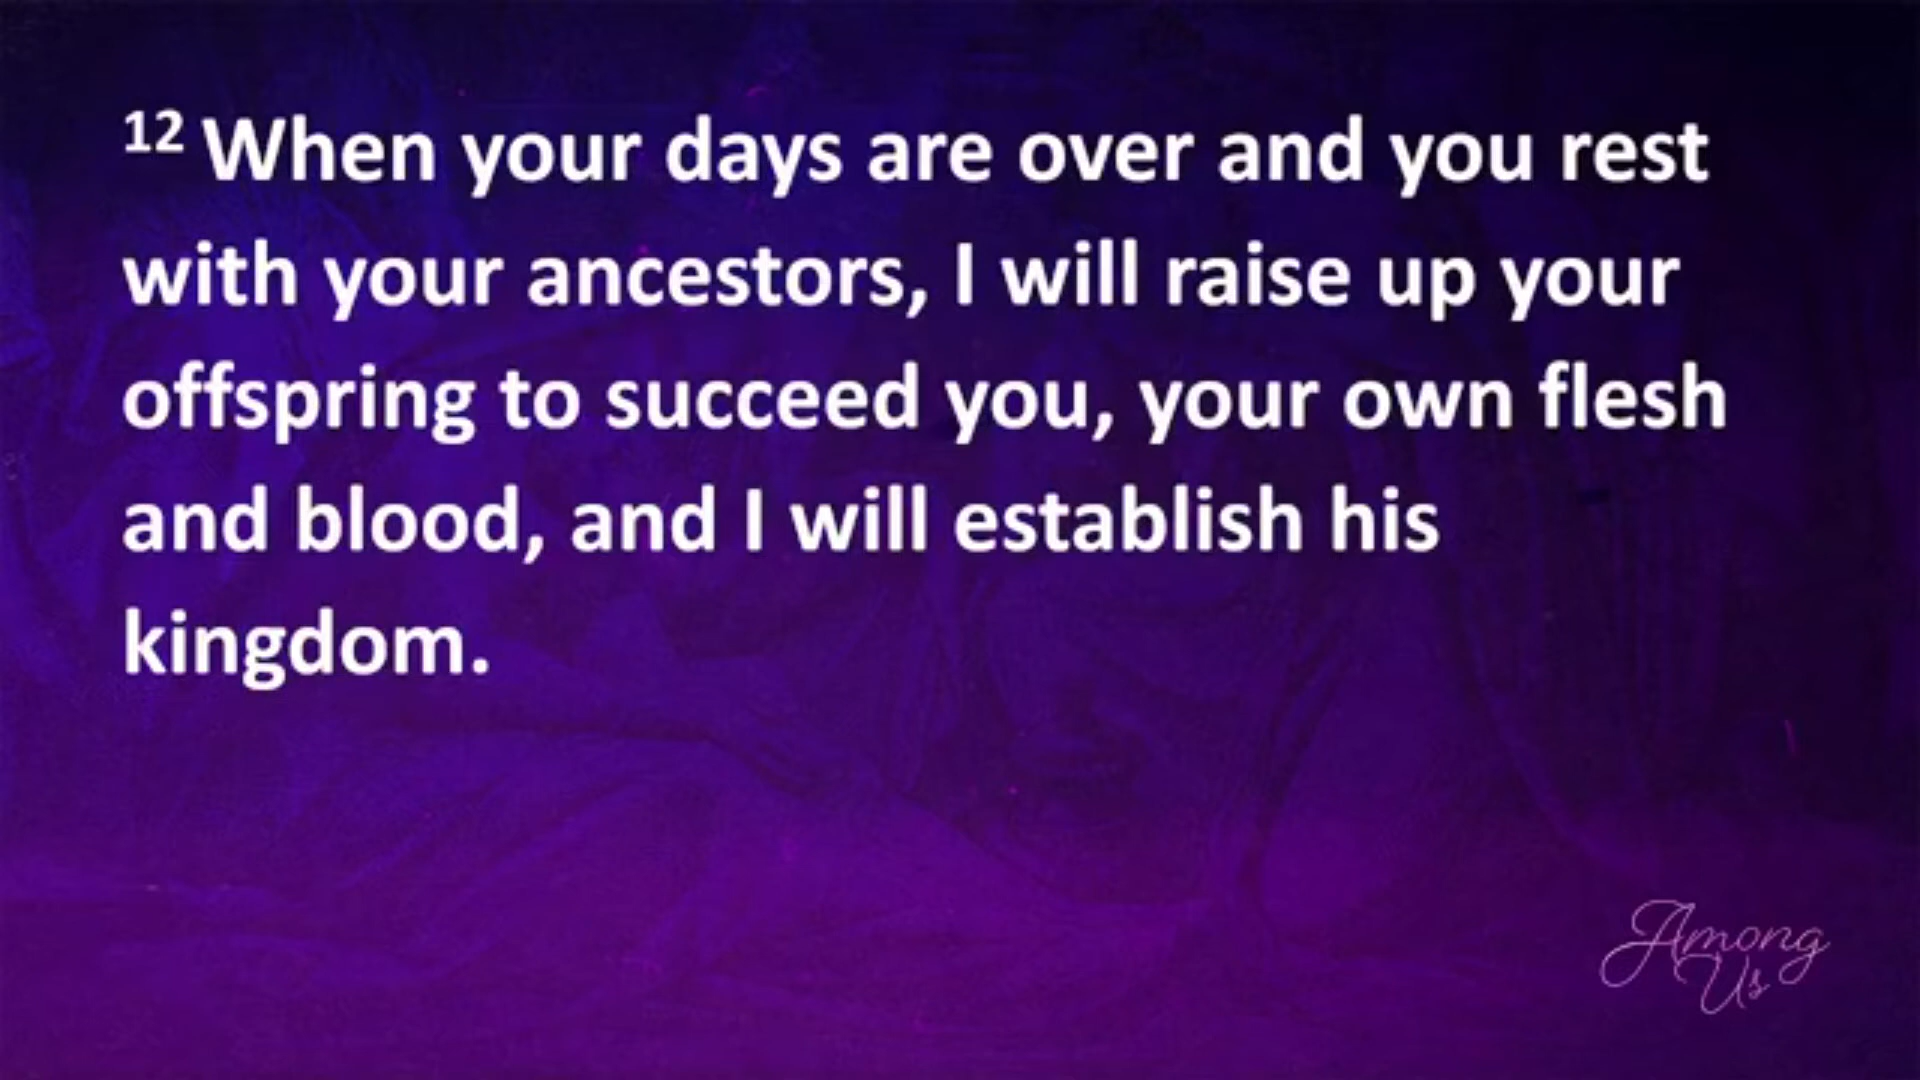 12 When your days are over and you rest
with your ancestors, I will raise up your
offspring to succeed you, your own flesh
and blood, and I will establish his
kingdom.
Among
Us